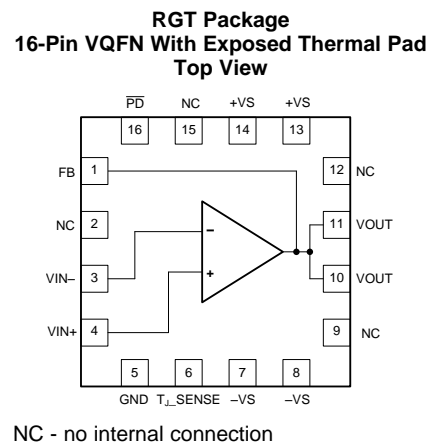 RGT Package
16-Pin VQFN With Exposed Thermal Pad
Top View
PD NC +VS +VS
16 15 14 13
FB 1
12 NC
NC 2
11 VOUT
VIN– 3
10 VOUT
VIN+ 4
9 NC
–
+
5 6 7 8
GND TJ_SENSE –VS –VS
NC - no internal connection